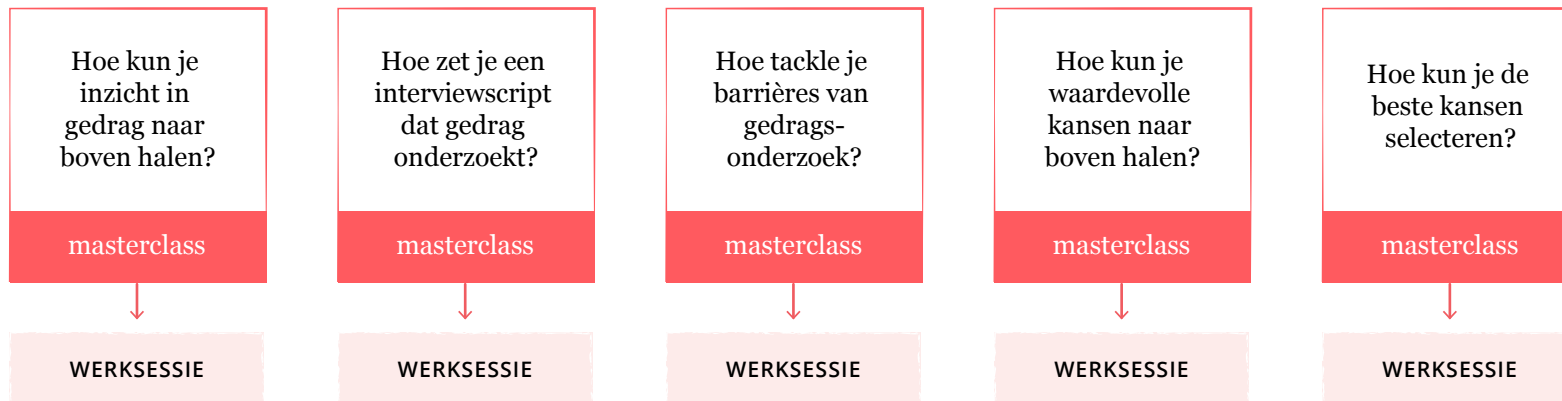 Hoe kun je
inzicht in
gedrag naar
boven halen?
masterclass
WERKSESSIE
Hoe zet je een
interviewscript
dat gedrag
onderzoekt?
masterclass
WERKSESSIE
Hoe tackle je
barrières van
gedrags-
onderzoek?
masterclass
WERKSESSIE
Hoe kun je
waardevolle
kansen naar
boven halen?
masterclass
WERKSESSIE
Hoe kun je de
beste kansen
selecteren?
masterclass
WERKSESSIE